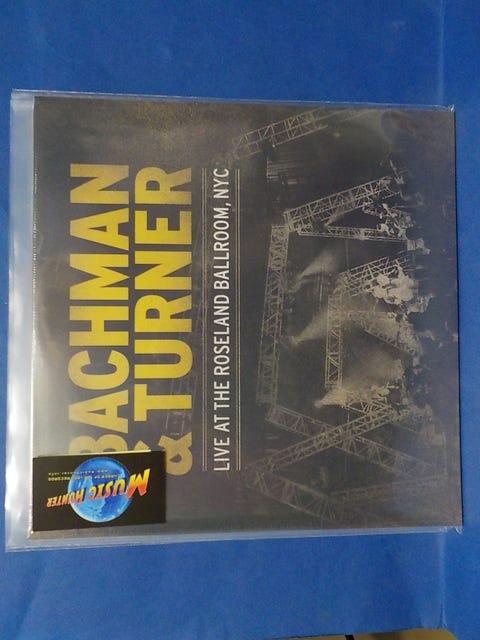 BACHMAN
& TURNER
LIVE AT THE ROSELAND BALLROOM, NYC
MUSIC HUNTER